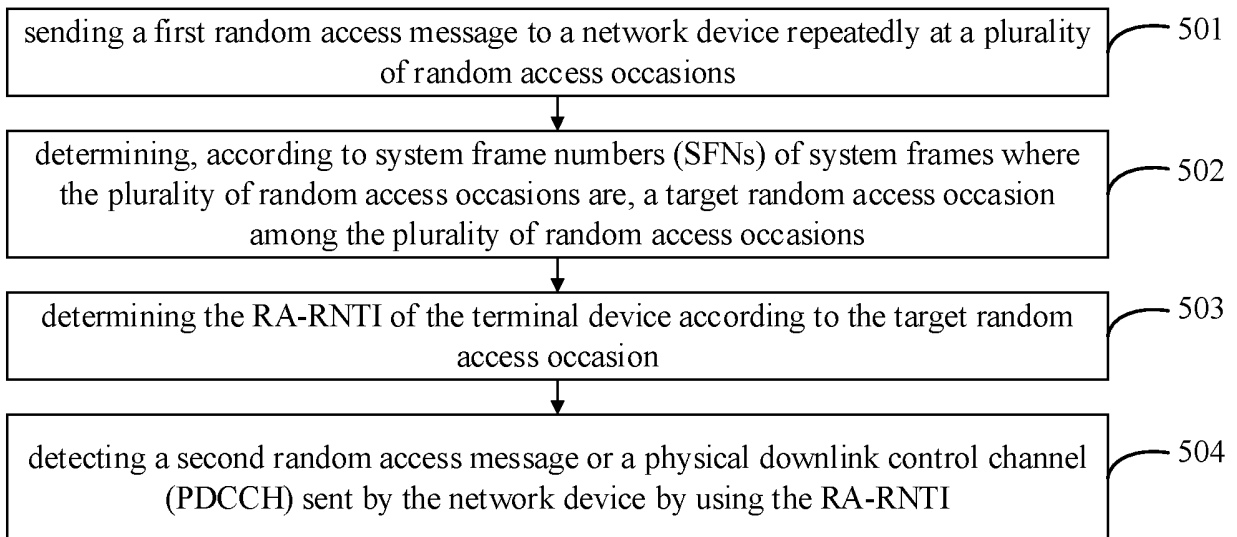 sending a first random access message to a network device repeatedly at a plurality
of random access occasions
501
determining, according to system frame numbers (SFNs) of system frames where
the plurality of random access occasions are, a target random access occasion
among the plurality of random access occasions
502
determining the RA-RNTI of the terminal device according to the target random
access occasion
503
detecting a second random access message or a physical downlink control channel
(PDCCH) sent by the network device by using the RA-RNTI
504